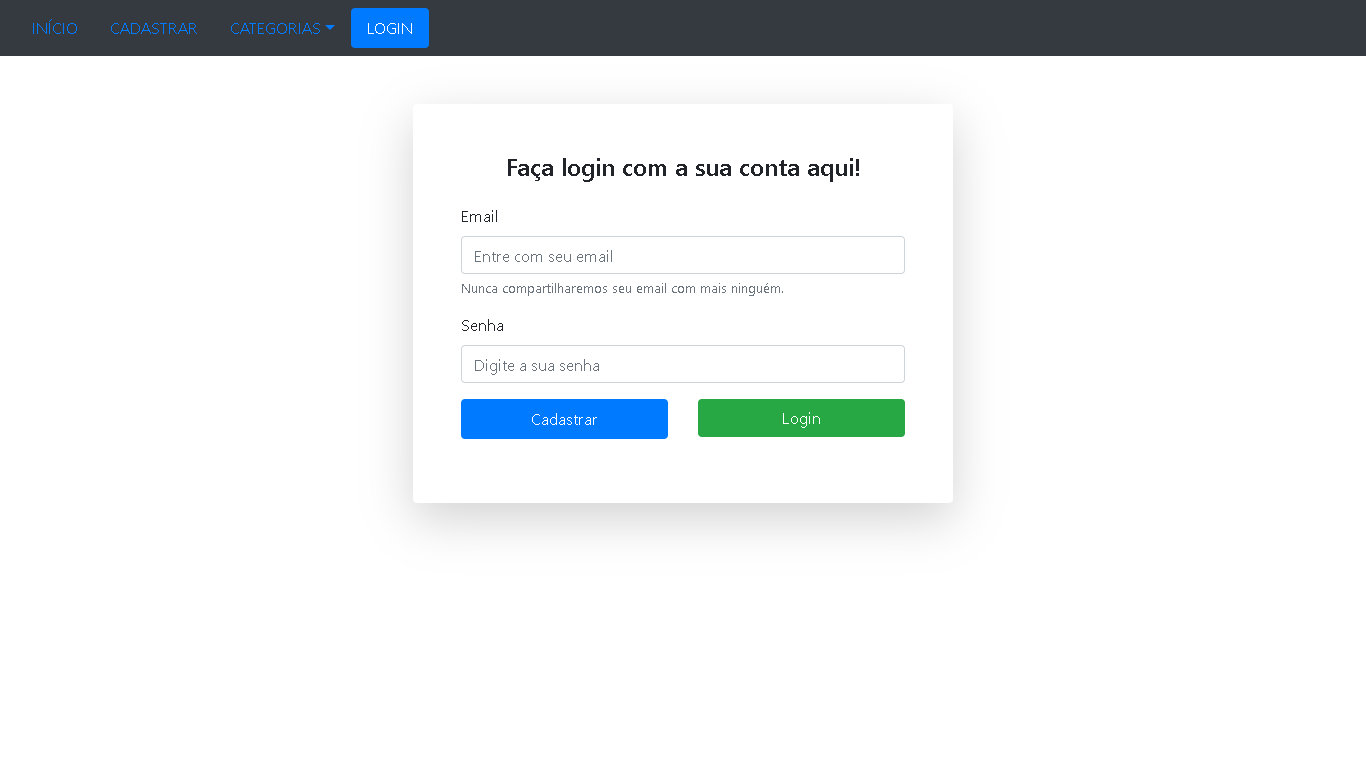 INÍCIO CADASTRAR CATEGORIAS LOGIN
Faça login com a sua conta aqui!
Email
Entre com seu email
Nunca compartilharemos seu email com mais ninguém.
Senha
Digite a sua senha
Cadastrar Login